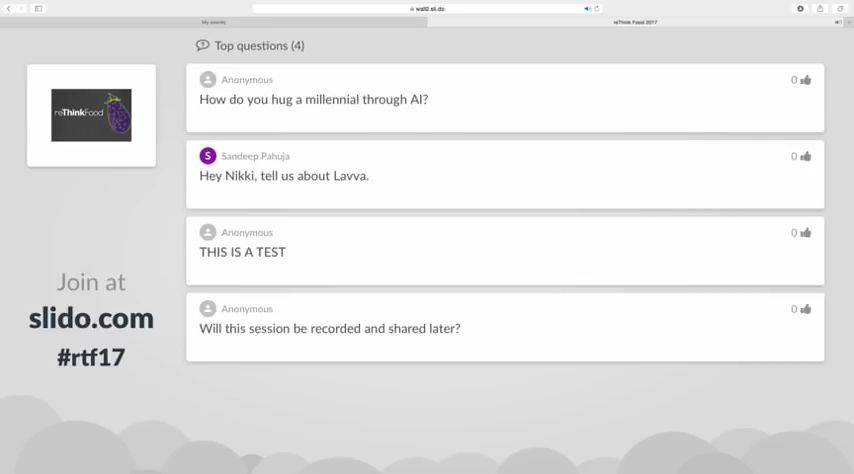 wall2.sli.do
My events
reThink Food 2017
Top questions (4)
reThinkFood
Anonymous
0
How do you hug a millennial through AI?
S
Sandeep Pahuja
0
Hey Nikki, tell us about Lavva.
Anonymous
0
THIS IS A TEST
Anonymous
0
Will this session be recorded and shared later?
Join at
slido.com
#rtf17